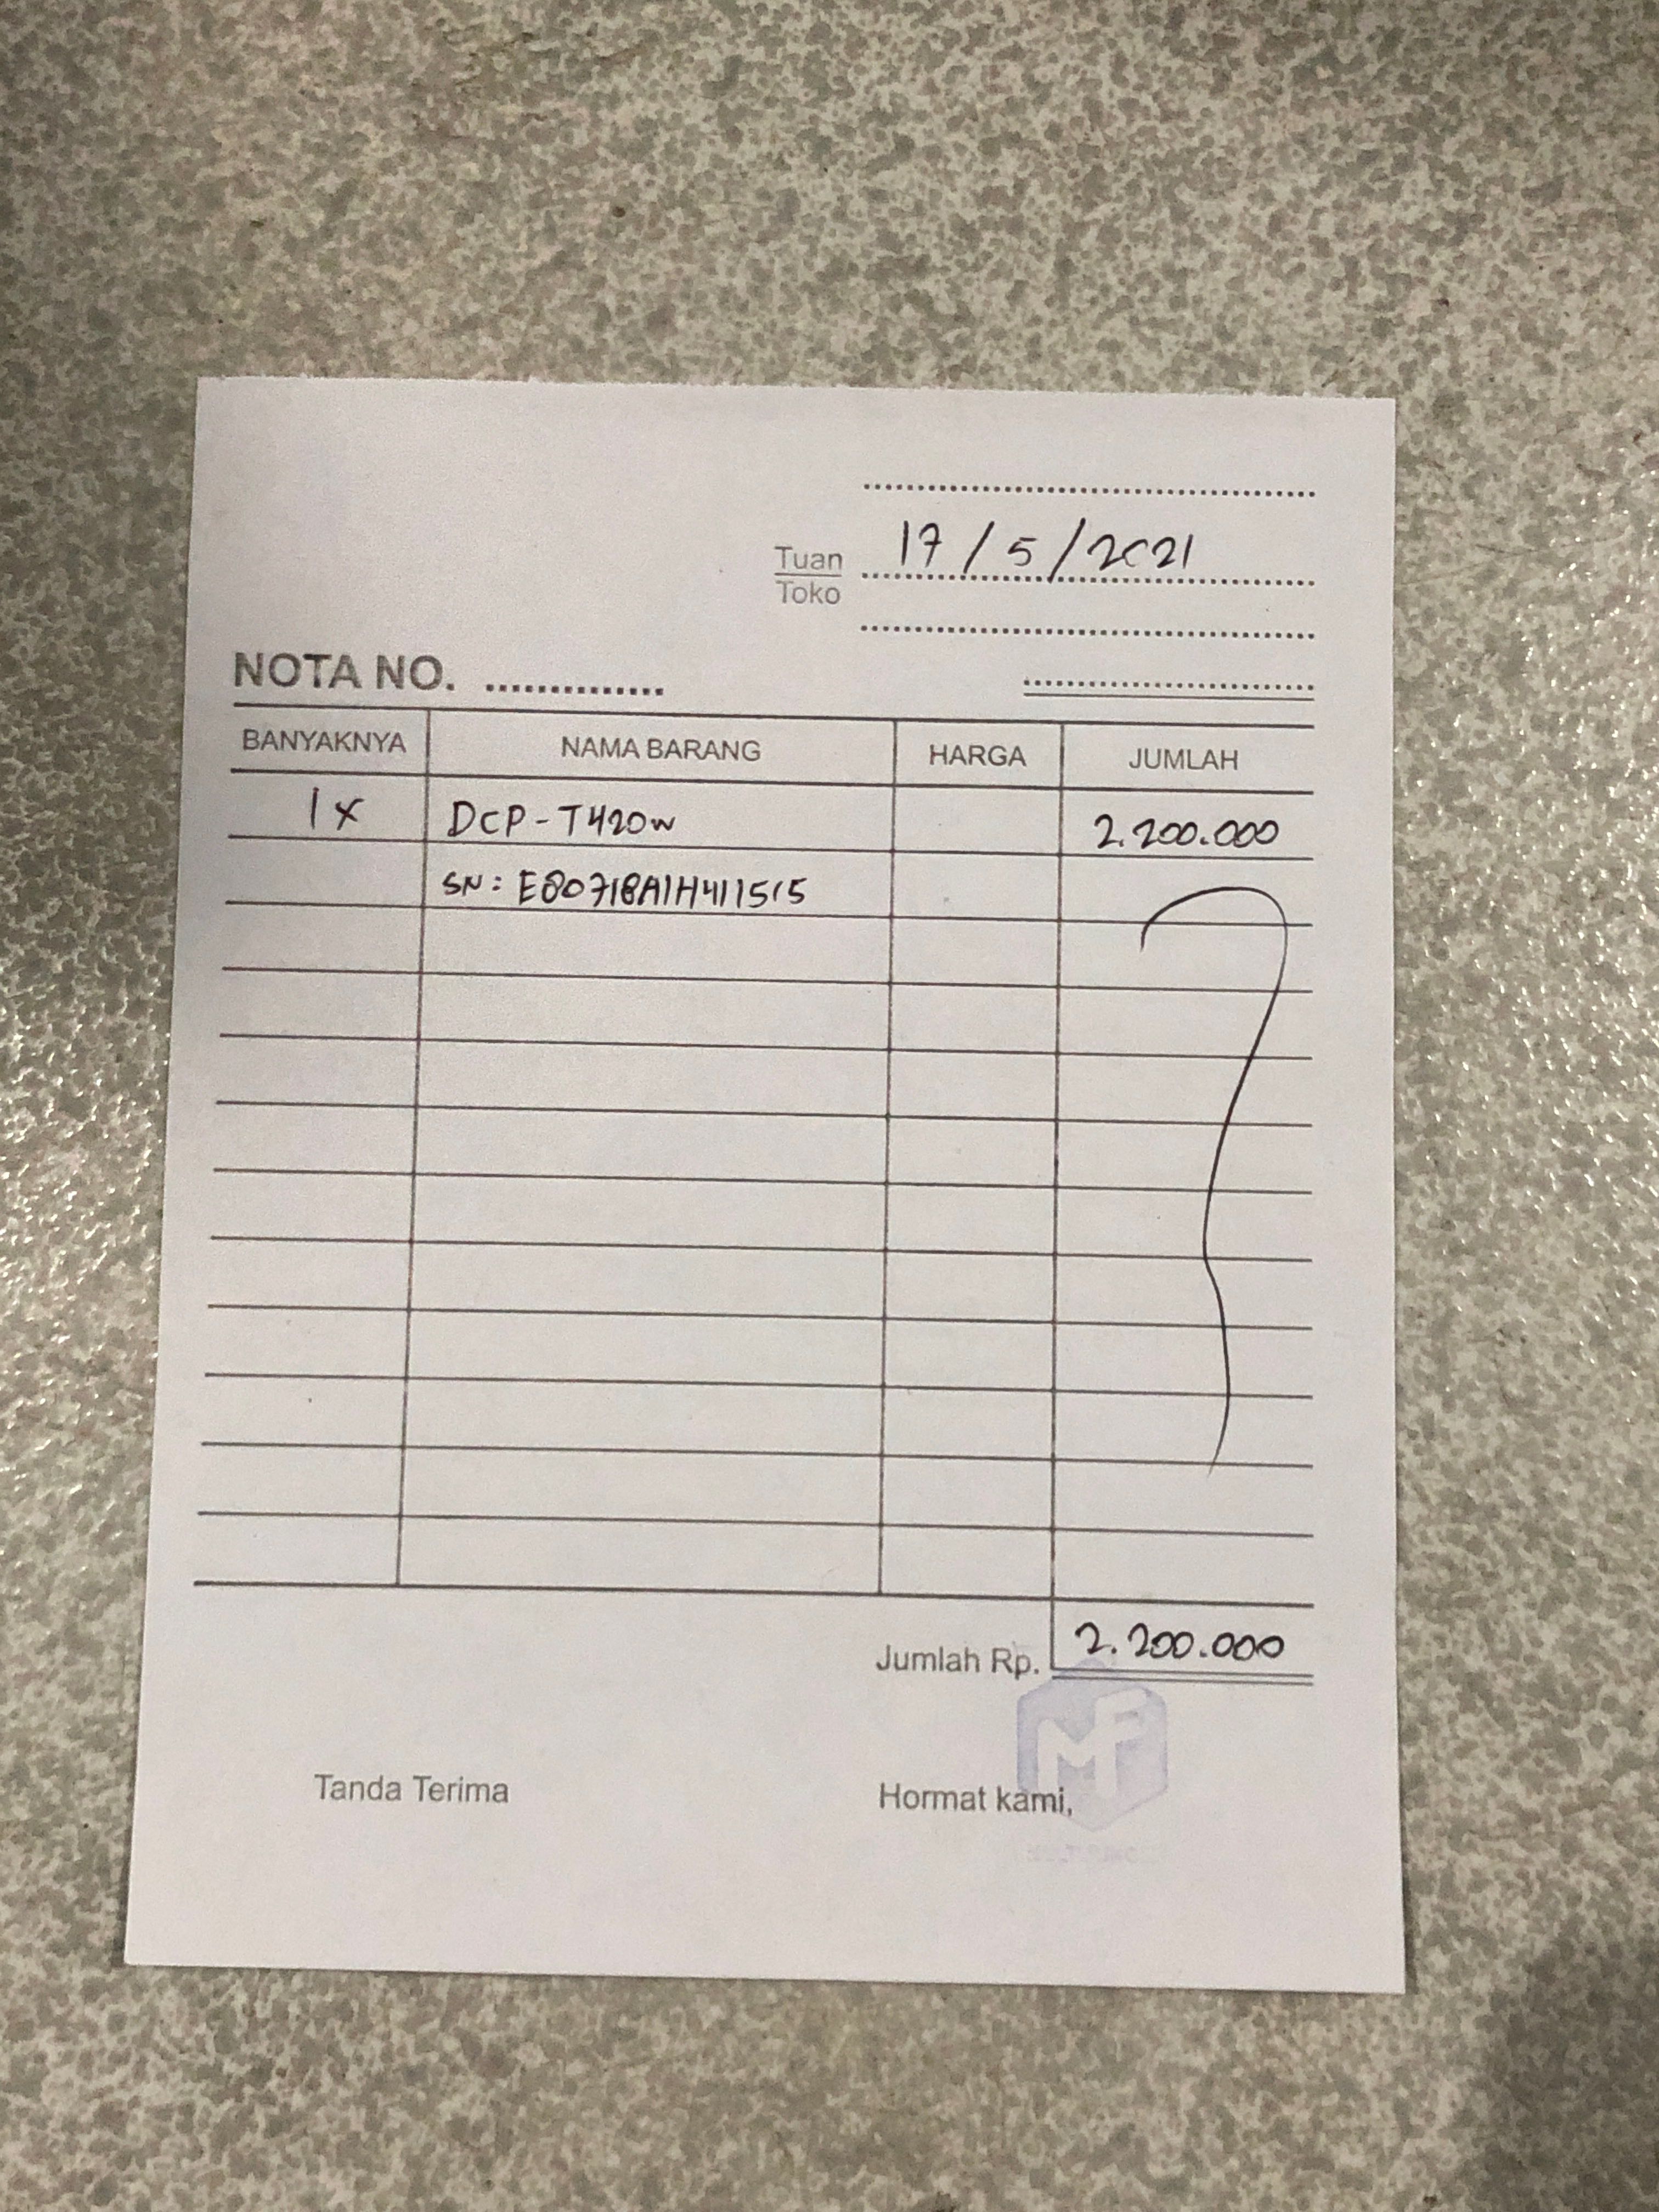 17/5/2021
Tuan
Toko
NOTA NO.
BANYAKNYA NAMA BARANG HARGA JUMLAH
1x DCP-T420w 2.200.000
SN: E80718A1H411515
Jumlah Rp. 2.200.000
MF
Tanda Terima Hormat kami,